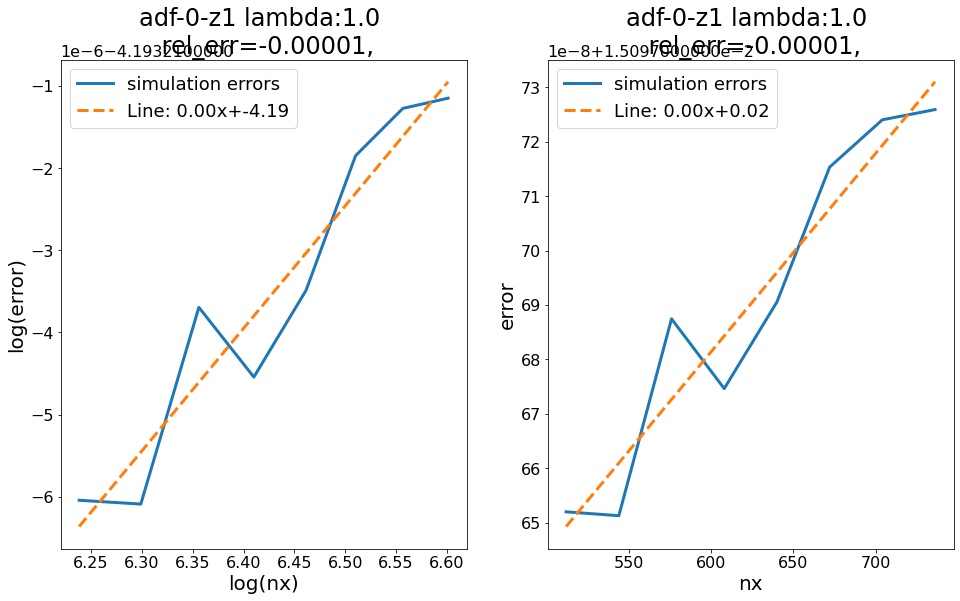 adf-0-z1 lambda:1.0
rel_err=-0.00001,
1e−6−4.1932100000
simulation errors
Line: 0.00x+-4.19
−1
−2
−3
−4
−5
−6
log(error)
6.25 6.30 6.35 6.40 6.45 6.50 6.55 6.60
log(nx)
adf-0-z1 lambda:1.0
rel_err=-0.00001,
1e−8+1.5097000000e−2
simulation errors
Line: 0.00x+0.02
73
72
71
70
69
68
67
66
65
error
550 600 650 700
nx